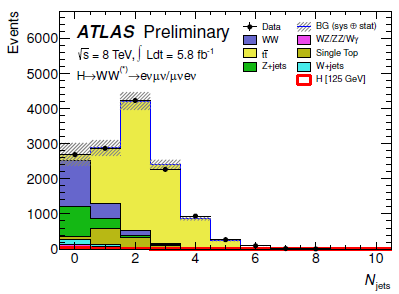 Events
ATLAS Preliminary
√s = 8 TeV, ∫ Ldt = 5.8 fb⁻¹
H→WW⁽*⁾→eνμν/μνeν
Data
BG (sys ⊕ stat)
WW
WZ/ZZ/Wγ
tt̄
Single Top
Z+jets
W+jets
H [125 GeV]
6000
5000
4000
3000
2000
1000
0
0 2 4 6 8 10
N_jets